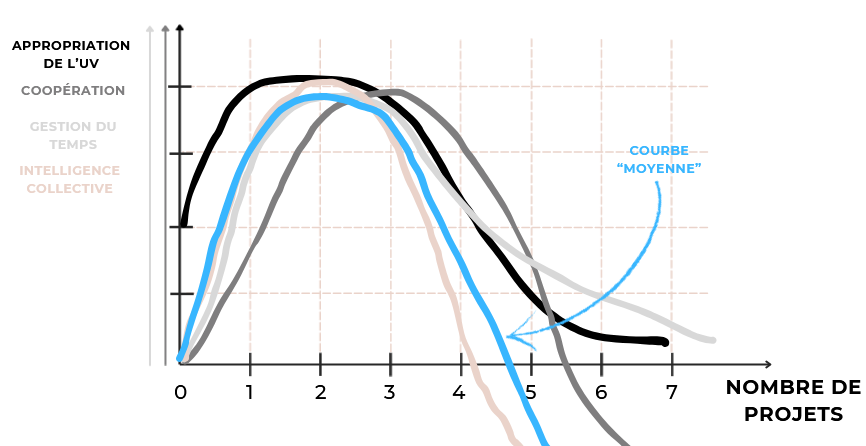 APPROPRIATION
DE L’UV
COOPÉRATION
GESTION DU
TEMPS
INTELLIGENCE
COLLECTIVE
COURBE
“MOYENNE”
0 1 2 3 4 5 6 7
NOMBRE DE
PROJETS